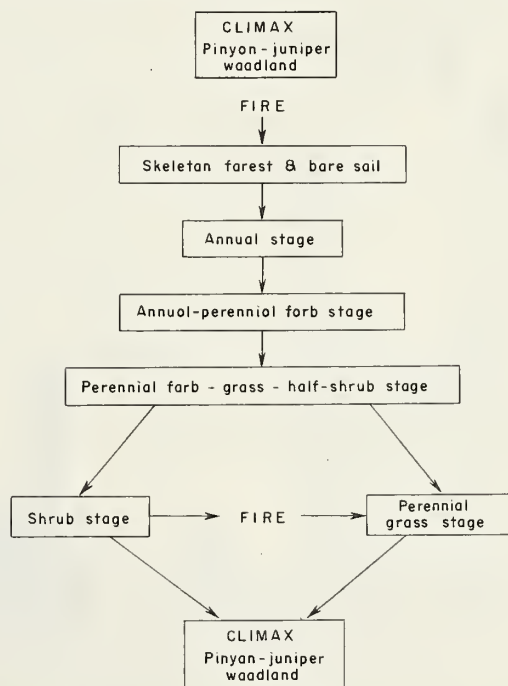 CLIMAX
Pinyon-juniper
waadland
FIRE
Skeletan farest & bare sail
Annual stage
Annuol-perenniol forb stage
Perennial farb - grass - half-shrub stage
Shrub stage
FIRE
Perennial
grass stage
CLIMAX
Pinyan-juniper
waadland